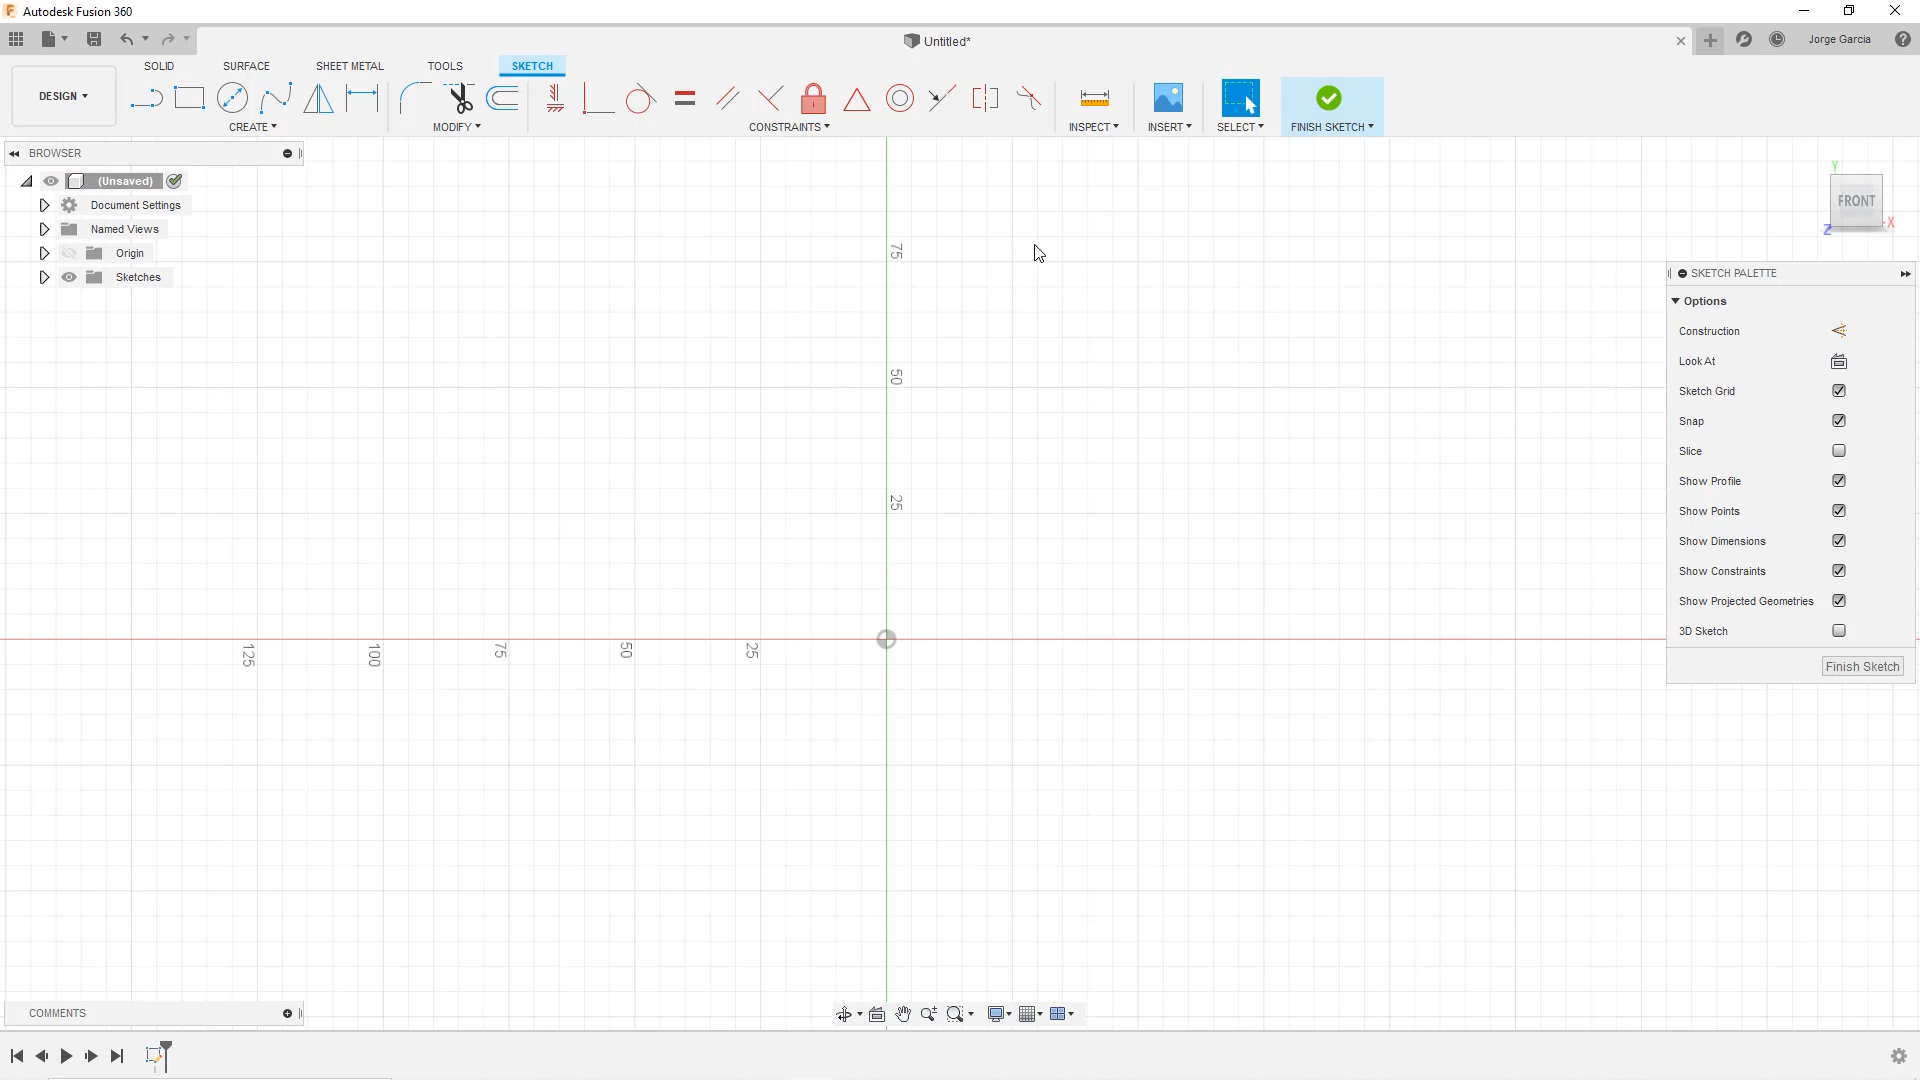 Autodesk Fusion 360
Untitled*
Jorge Garcia
SOLID SURFACE SHEET METAL TOOLS SKETCH
DESIGN
CREATE MODIFY CONSTRAINTS INSPECT INSERT SELECT FINISH SKETCH
BROWSER
(Unsaved)
Document Settings
Named Views
Origin
Sketches
Y
FRONT
X
Z
75
50
25
125 100 75 50 25
SKETCH PALETTE
Options
Construction
Look At
Sketch Grid
Snap
Slice
Show Profile
Show Points
Show Dimensions
Show Constraints
Show Projected Geometries
3D Sketch
Finish Sketch
COMMENTS